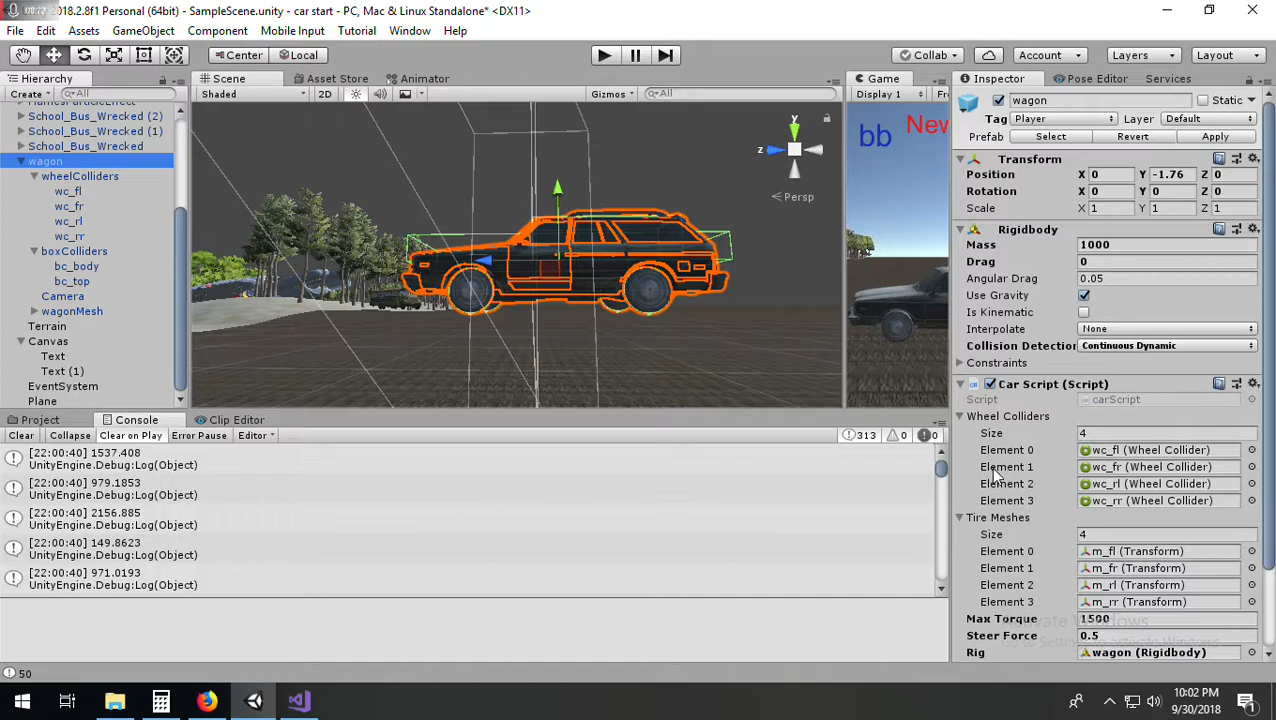 2018.2.8f1 Personal (64bit) - SampleScene.unity - car start - PC, Mac & Linux Standalone* <DX11>
File Edit Assets GameObject Component Mobile Input Tutorial Window Help
Center Local Collab Account Layers Layout
Hierarchy Scene Asset Store Animator Game Inspector Pose Editor Services
Create All Shaded 2D Gizmos All Display 1 Fre
School_Bus_Wrecked (2)
School_Bus_Wrecked (1)
School_Bus_Wrecked
wagon
wheelColliders
wc_fl
wc_fr
wc_rl
wc_rr
boxColliders
bc_body
bc_top
Camera
wagonMesh
Terrain
Canvas
Text
Text (1)
EventSystem
Plane
y
z
Persp
bb New
wagon Static
Tag Player Layer Default
Prefab Select Revert Apply
Transform
Position X 0 Y -1.76 Z 0
Rotation X 0 Y 0 Z 0
Scale X 1 Y 1 Z 1
Rigidbody
Mass 1000
Drag 0
Angular Drag 0.05
Use Gravity
Is Kinematic
Interpolate None
Collision Detection Continuous Dynamic
Constraints
Car Script (Script)
Script carScript
Wheel Colliders
Size 4
Element 0 wc_fl (Wheel Collider)
Element 1 wc_fr (Wheel Collider)
Element 2 wc_rl (Wheel Collider)
Element 3 wc_rr (Wheel Collider)
Tire Meshes
Size 4
Element 0 m_fl (Transform)
Element 1 m_fr (Transform)
Element 2 m_rl (Transform)
Element 3 m_rr (Transform)
Max Torque 1500
Steer Force 0.5
Rig wagon (Rigidbody)
Activate Windows
Go to Settings to activate Windows.
Project Console Clip Editor
Clear Collapse Clear on Play Error Pause Editor 313 0 0
[22:00:40] 1537.408
UnityEngine.Debug:Log(Object)
[22:00:40] 979.1853
UnityEngine.Debug:Log(Object)
[22:00:40] 2156.885
UnityEngine.Debug:Log(Object)
[22:00:40] 149.8623
UnityEngine.Debug:Log(Object)
[22:00:40] 971.0193
UnityEngine.Debug:Log(Object)
50
10:02 PM
9/30/2018
1